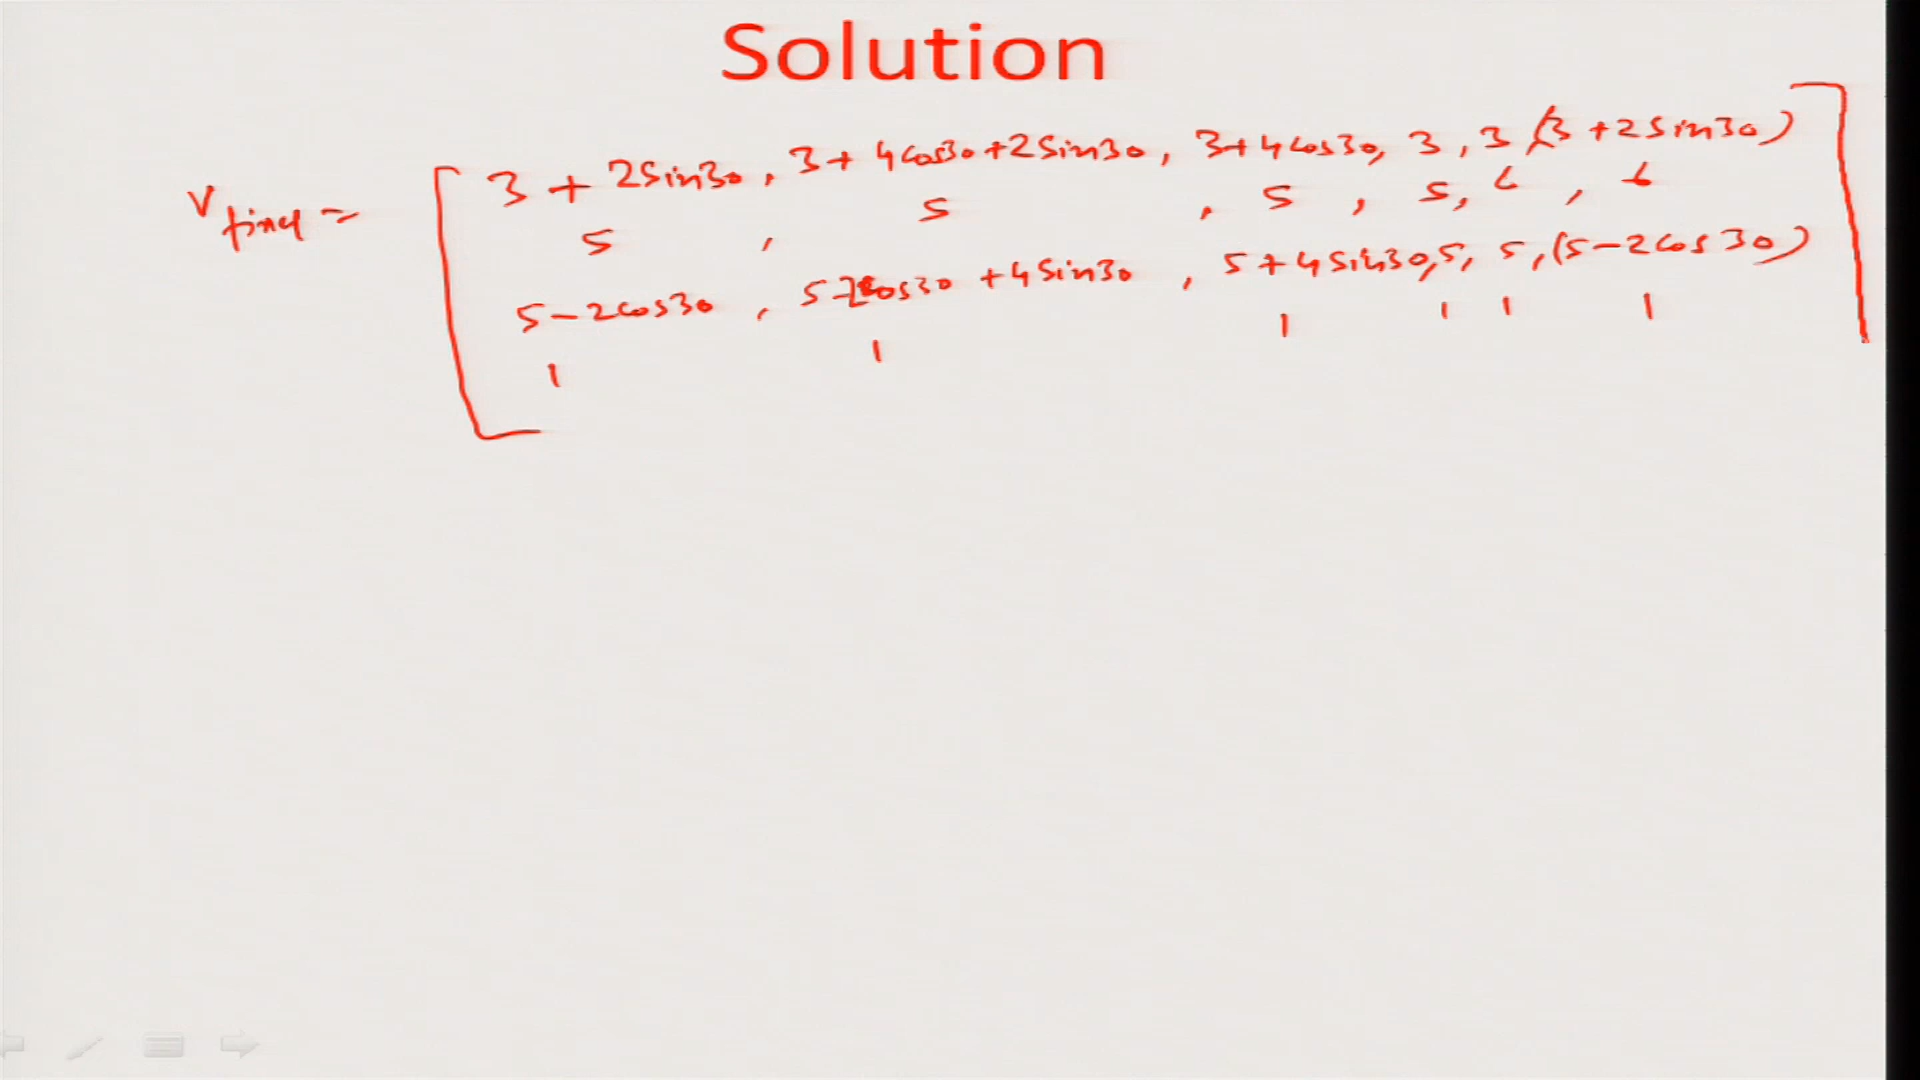 Solution
V final = [ 3 + 2sin30, 3+ 4cos30+2sin30, 3+4cos30, 3, 3, (3 +2sin30)
5 , 5 , 5 , 5, 6 , 6
5-2cos30 , 5-2cos30 +4sin30 , 5+4sin30, 5, 5, (5-2cos30)
1 1 1 1 1 1 ]